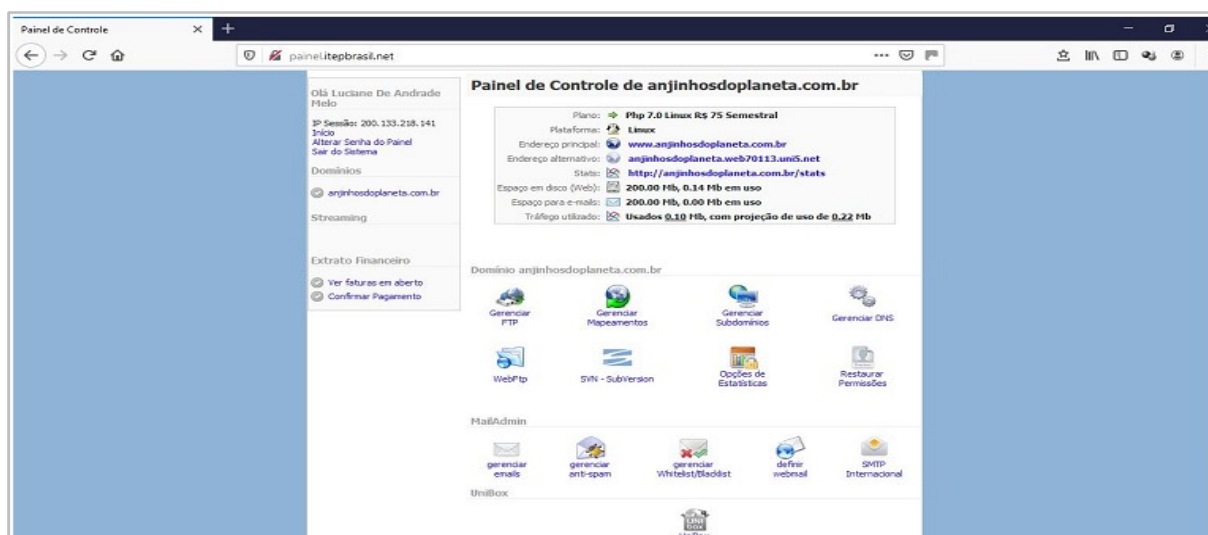 Painel de Controle
painel.itepbrasil.net
Olá Luciane De Andrade
Melo
IP Sessão: 200.133.218.141
Início
Alterar Senha do Painel
Sair do Sistema
Domínios
anjinhosdoplaneta.com.br
Streaming
Extrato Financeiro
Ver faturas em aberto
Confirmar Pagamento
Painel de Controle de anjinhosdoplaneta.com.br
Plano: Php 7.0 Linux R$ 75 Semestral
Plataforma: Linux
Endereço principal: www.anjinhosdoplaneta.com.br
Endereço alternativo: anjinhosdoplaneta.web70113.uni5.net
Stats: http://anjinhosdoplaneta.com.br/stats
Espaço em disco (Web): 200.00 Mb, 0.14 Mb em uso
Espaço para e-mails: 200.00 Mb, 0.00 Mb em uso
Tráfego utilizado: Usados 0.10 Mb, com projeção de uso de 0.22 Mb
Domínio anjinhosdoplaneta.com.br
Gerenciar
FTP
Gerenciar
Mapeamentos
Gerenciar
Subdomínios
Gerenciar DNS
WebFtp
SVN - SubVersion
Opções de
Estatísticas
Restaurar
Permissões
MailAdmin
gerenciar
emails
gerenciar
anti-spam
gerenciar
Whitelist/Blacklist
definir
webmail
SMTP
Internacional
UniBox
UNI
box
UniBox